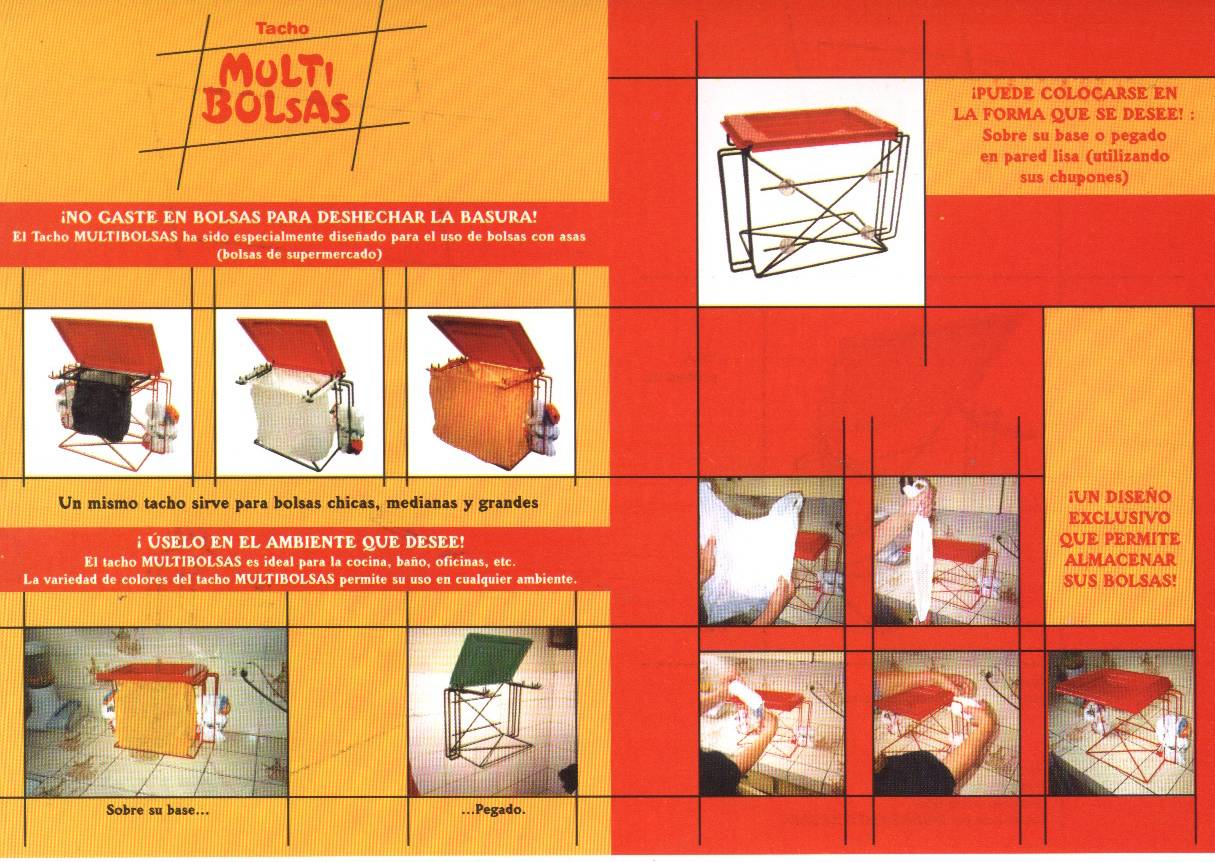 Tacho
MULTI
BOLSAS
¡NO GASTE EN BOLSAS PARA DESHECHAR LA BASURA!
El Tacho MULTIBOLSAS ha sido especialmente diseñado para el uso de bolsas con asas
(bolsas de supermercado)
Un mismo tacho sirve para bolsas chicas, medianas y grandes
¡ ÚSELO EN EL AMBIENTE QUE DESEE!
El tacho MULTIBOLSAS es ideal para la cocina, baño, oficinas, etc.
La variedad de colores del tacho MULTIBOLSAS permite su uso en cualquier ambiente.
Sobre su base...
...Pegado.
¡PUEDE COLOCARSE EN
LA FORMA QUE SE DESEE! :
Sobre su base o pegado
en pared lisa (utilizando
sus chupones)
¡UN DISEÑO
EXCLUSIVO
QUE PERMITE
ALMACENAR
SUS BOLSAS!